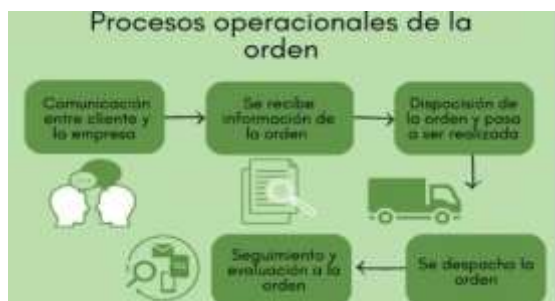 Procesos operacionales de la
orden
Comunicación
entre cliente y
la empresa
Se recibe
información de
la orden
Disposición de
la orden y pasa
a ser realizada
Se despacha la
orden
Seguimiento y
evaluación a la
orden